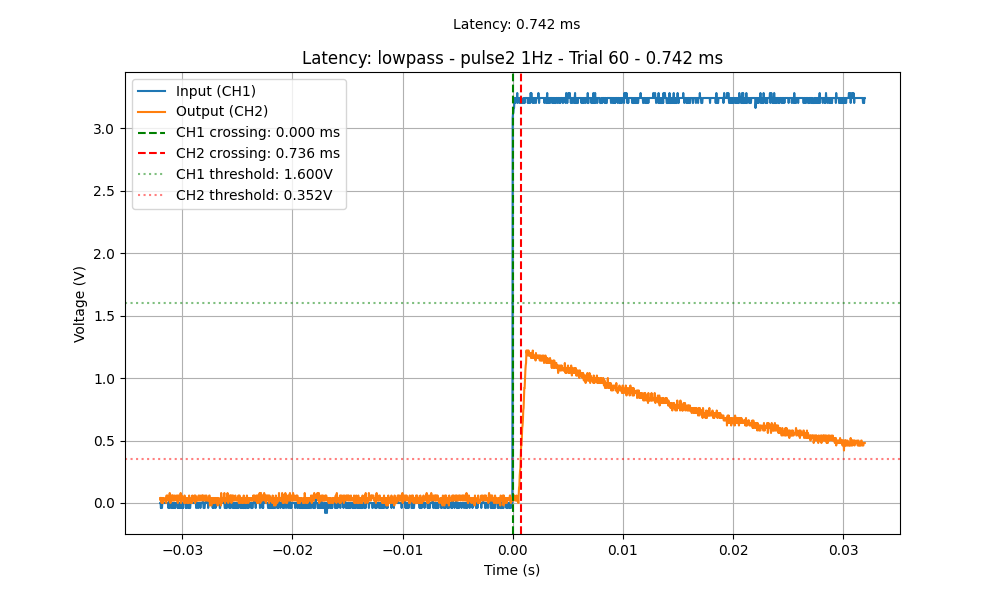 Latency: 0.742 ms
Latency: lowpass - pulse2 1Hz - Trial 60 - 0.742 ms
Input (CH1)
Output (CH2)
CH1 crossing: 0.000 ms
CH2 crossing: 0.736 ms
CH1 threshold: 1.600V
CH2 threshold: 0.352V
3.0
2.5
2.0
1.5
1.0
0.5
0.0
Voltage (V)
−0.03 −0.02 −0.01 0.00 0.01 0.02 0.03
Time (s)